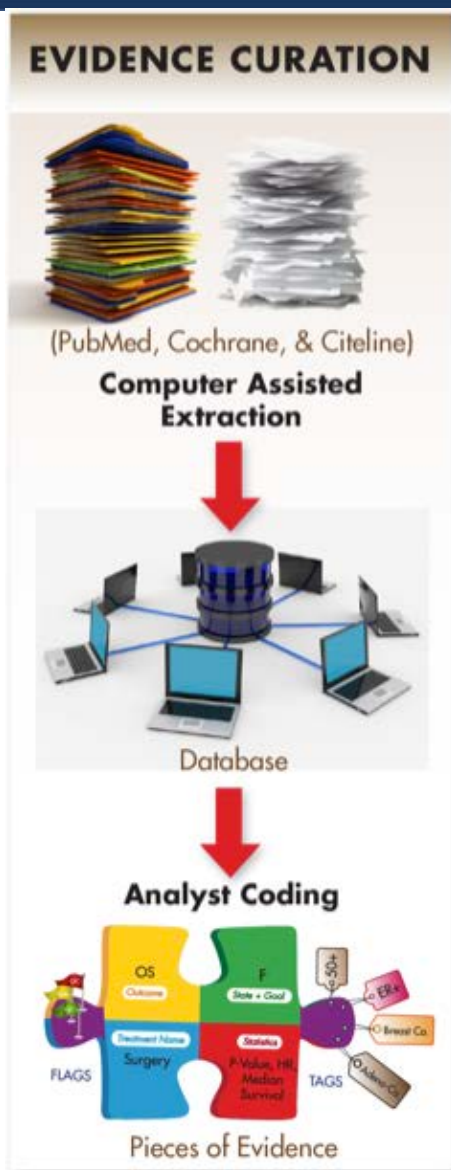 EVIDENCE CURATION
(PubMed, Cochrane, & Citeline)
Computer Assisted
Extraction
Database
Analyst Coding
OS
Outcome
F
State + Goal
Treatment Name
Surgery
Statistics
P-Value, HR,
Median
Survival
FLAGS
TAGS
50+
ER+
Breast Ca.
Adeno-Ca
Pieces of Evidence